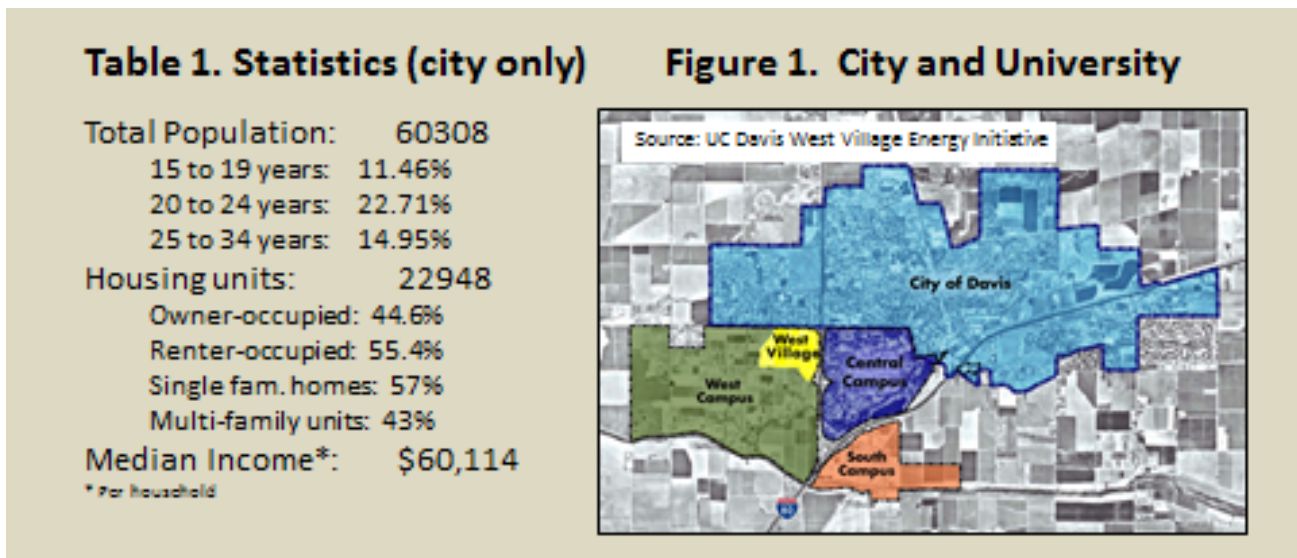 Table 1. Statistics (city only)
Total Population: 60308
15 to 19 years: 11.46%
20 to 24 years: 22.71%
25 to 34 years: 14.95%
Housing units: 22948
Owner-occupied: 44.6%
Renter-occupied: 55.4%
Single fam. homes: 57%
Multi-family units: 43%
Median Income*: $60,114
* Per household
Figure 1. City and University
Source: UC Davis West Village Energy Initiative
City of Davis
West
Village
Central
Campus
West
Campus
South
Campus
80